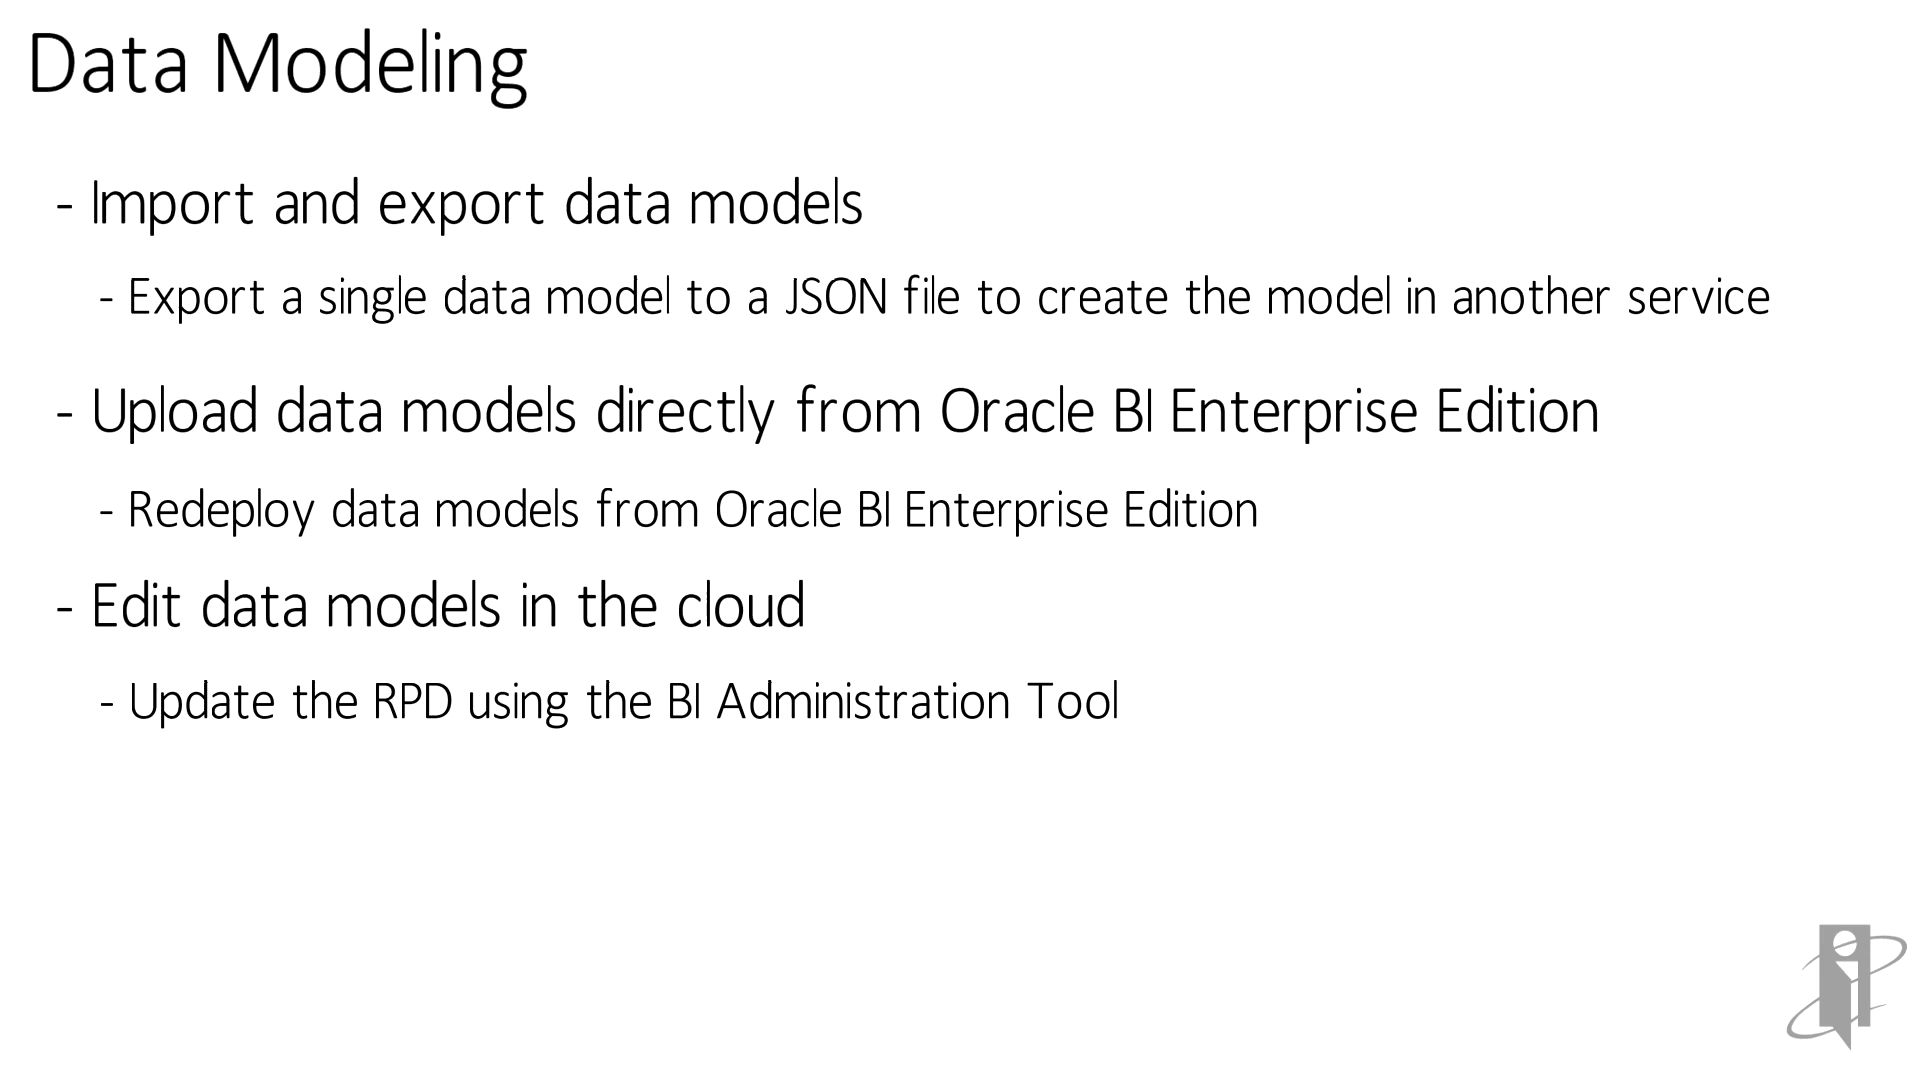 Data Modeling
- Import and export data models
- Export a single data model to a JSON file to create the model in another service
- Upload data models directly from Oracle BI Enterprise Edition
- Redeploy data models from Oracle BI Enterprise Edition
- Edit data models in the cloud
- Update the RPD using the BI Administration Tool